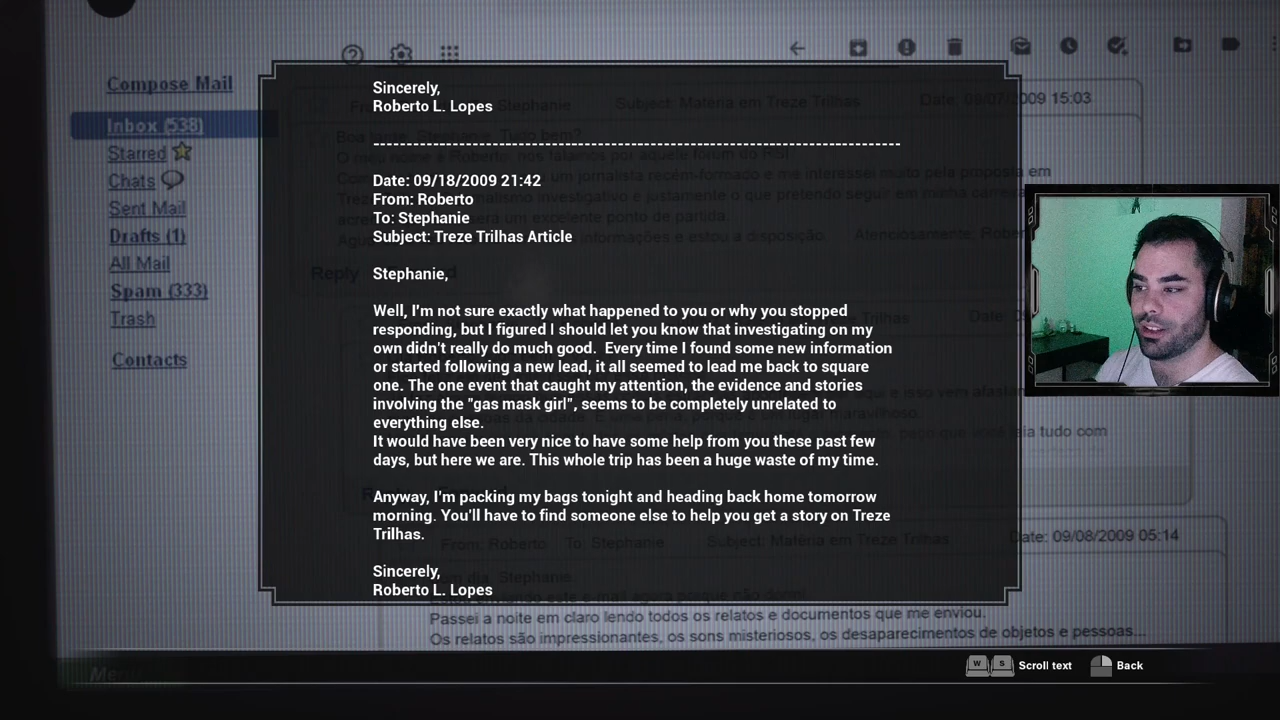 Compose Mail
Inbox (538)
Starred
Chats
Sent Mail
Drafts (1)
All Mail
Spam (333)
Trash
Contacts
Stephanie Subject: Matéria em Treze Trilhas Date: 09/07/2009 15:03
Sincerely,
Roberto L. Lopes
Date: 09/18/2009 21:42
From: Roberto
To: Stephanie
Subject: Treze Trilhas Article
Stephanie,
Well, I'm not sure exactly what happened to you or why you stopped
responding, but I figured I should let you know that investigating on my
own didn't really do much good. Every time I found some new information
or started following a new lead, it all seemed to lead me back to square
one. The one event that caught my attention, the evidence and stories
involving the "gas mask girl", seems to be completely unrelated to
everything else.
It would have been very nice to have some help from you these past few
days, but here we are. This whole trip has been a huge waste of my time.
Anyway, I'm packing my bags tonight and heading back home tomorrow
morning. You'll have to find someone else to help you get a story on Treze
Trilhas.
Sincerely,
Roberto L. Lopes
From: Roberto To: Stephanie Subject: Matéria em Treze Trilhas Date: 09/08/2009 05:14
Passei a noite em claro lendo todos os relatos e documentos que me enviou.
Os relatos são impressionantes, os sons misteriosos, os desaparecimentos de objetos e pessoas...
W S Scroll text Back